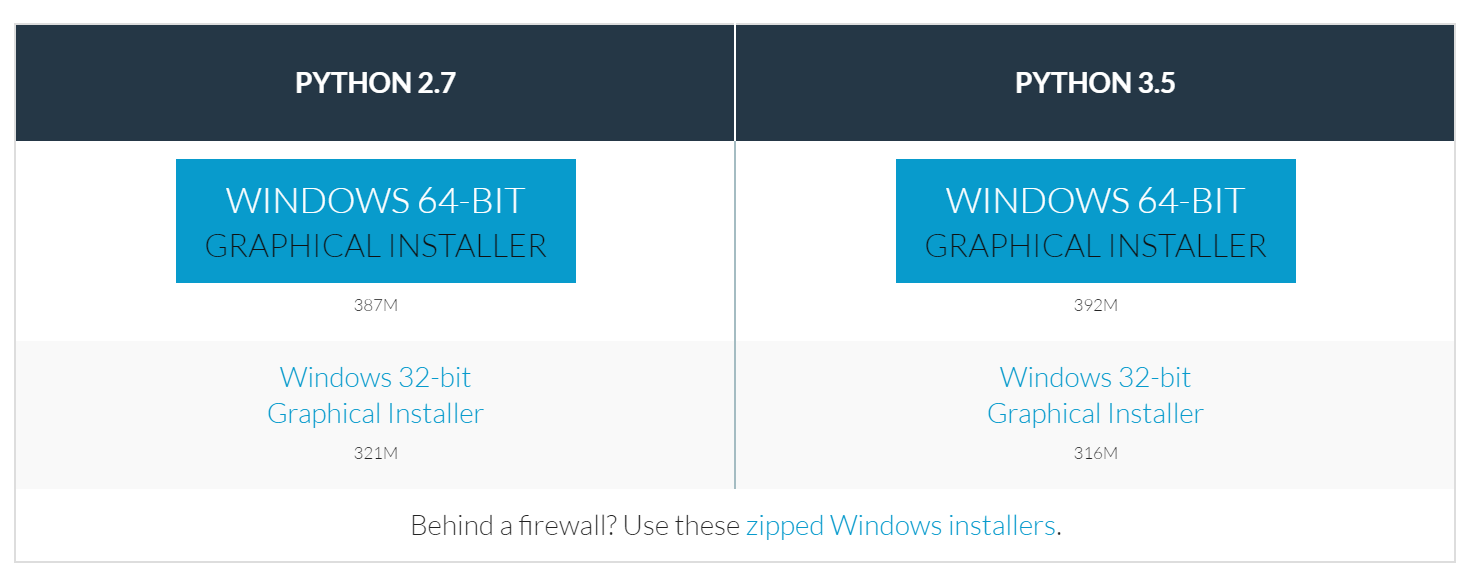 PYTHON 2.7
PYTHON 3.5
WINDOWS 64-BIT
GRAPHICAL INSTALLER
387M
WINDOWS 64-BIT
GRAPHICAL INSTALLER
392M
Windows 32-bit
Graphical Installer
321M
Windows 32-bit
Graphical Installer
316M
Behind a firewall? Use these zipped Windows installers.